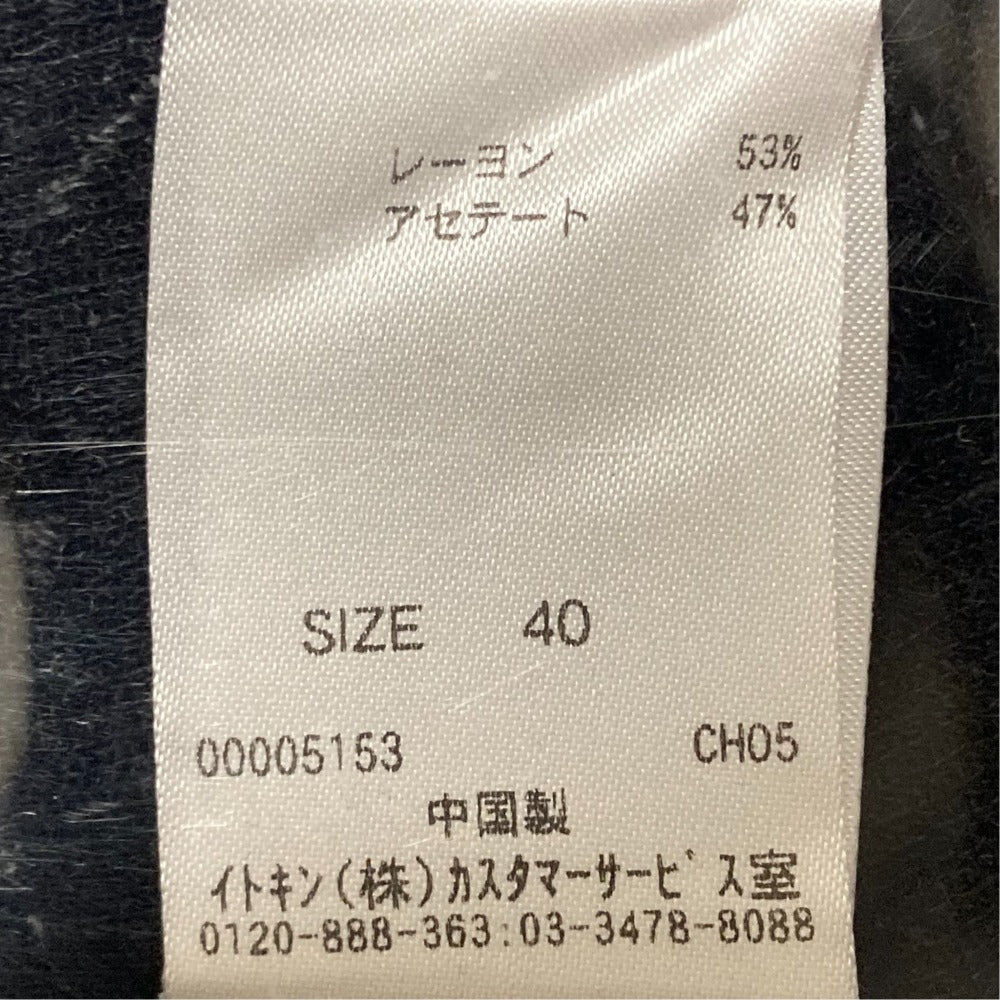 レーヨン 53%
アセテート 47%
SIZE 40
00005153 CH05
中国製
イトキン(株)カスタマーサービス室
0120-888-363:03-3478-8088